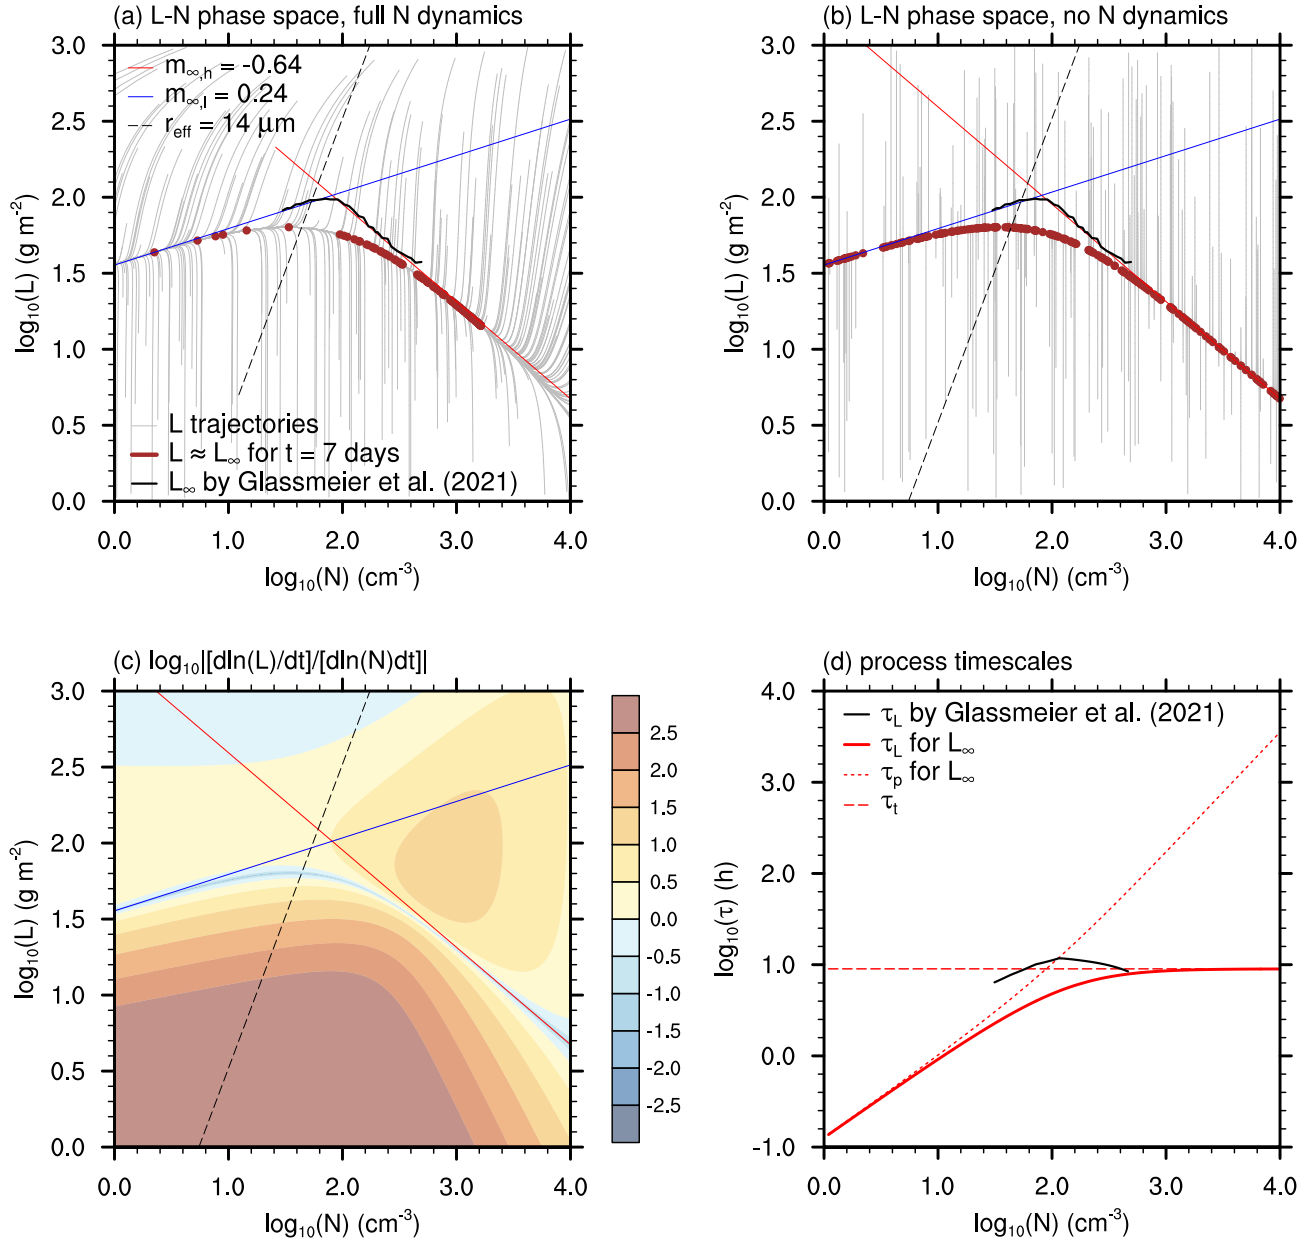 (a) L-N phase space, full N dynamics
3.0
2.5
2.0
1.5
1.0
0.5
0.0
log₁₀(L) (g m⁻²)
m∞,h = -0.64
m∞,l = 0.24
r_eff = 14 μm
L trajectories
L ≈ L∞ for t = 7 days
L∞ by Glassmeier et al. (2021)
0.0 1.0 2.0 3.0 4.0
log₁₀(N) (cm⁻³)
(b) L-N phase space, no N dynamics
3.0
2.5
2.0
1.5
1.0
0.5
0.0
log₁₀(L) (g m⁻²)
0.0 1.0 2.0 3.0 4.0
log₁₀(N) (cm⁻³)
(c) log₁₀|[dln(L)/dt]/[dln(N)dt]|
3.0
2.5
2.0
1.5
1.0
0.5
0.0
log₁₀(L) (g m⁻²)
0.0 1.0 2.0 3.0 4.0
log₁₀(N) (cm⁻³)
2.5
2.0
1.5
1.0
0.5
0.0
-0.5
-1.0
-1.5
-2.0
-2.5
(d) process timescales
4.0
3.0
2.0
1.0
0.0
-1.0
log₁₀(τ) (h)
τ_L by Glassmeier et al. (2021)
τ_L for L∞
τ_p for L∞
τ_t
0.0 1.0 2.0 3.0 4.0
log₁₀(N) (cm⁻³)